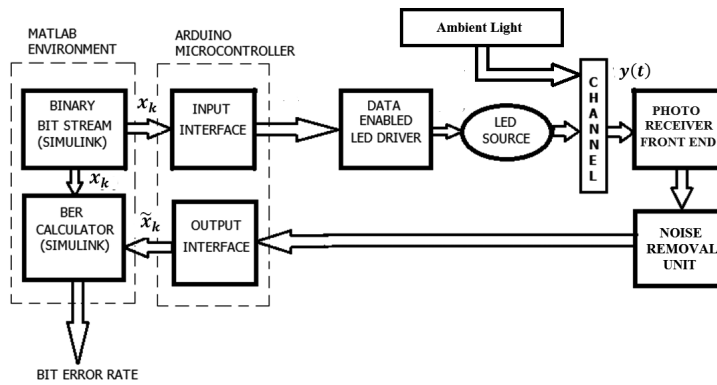 MATLAB
ENVIRONMENT
ARDUINO
MICROCONTROLLER
Ambient Light
x_k
y(t)
BINARY
BIT STREAM
(SIMULINK)
INPUT
INTERFACE
DATA
ENABLED
LED DRIVER
LED
SOURCE
CHANNEL
PHOTO
RECEIVER
FRONT END
x_k
BER
CALCULATOR
(SIMULINK)
x̃_k
OUTPUT
INTERFACE
NOISE
REMOVAL
UNIT
BIT ERROR RATE